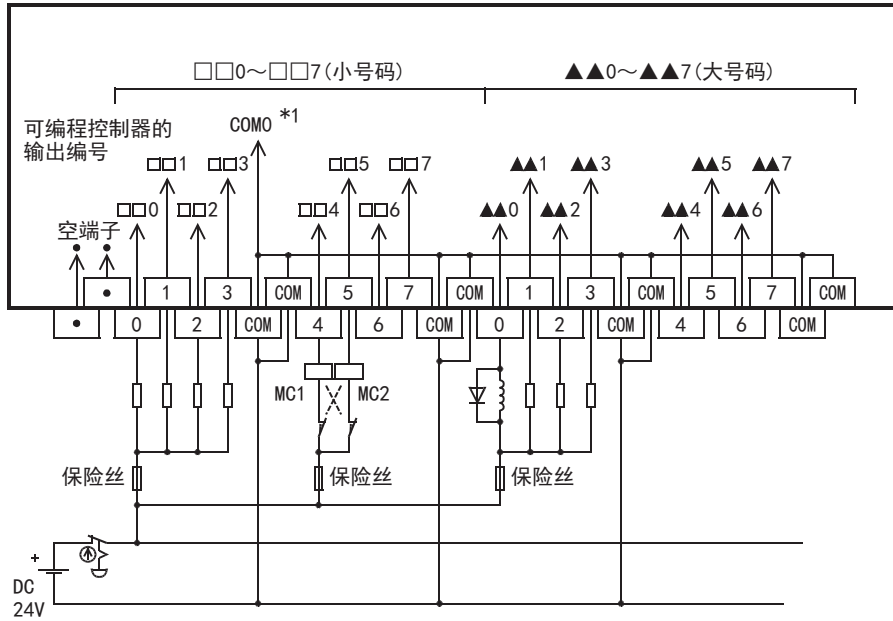 □□0～□□7(小号码) ▲▲0～▲▲7(大号码)
可编程控制器的
输出编号
COM0 *1
□□1 □□3 □□5 □□7 ▲▲1 ▲▲3 ▲▲5 ▲▲7
□□0 □□2 □□4 □□6 ▲▲0 ▲▲2 ▲▲4 ▲▲6
空端子
1 3 COM 5 7 COM 1 3 COM 5 7 COM
0 2 COM 4 6 COM 0 2 COM 4 6 COM
MC1 MC2
保险丝 保险丝 保险丝
+
DC
24V